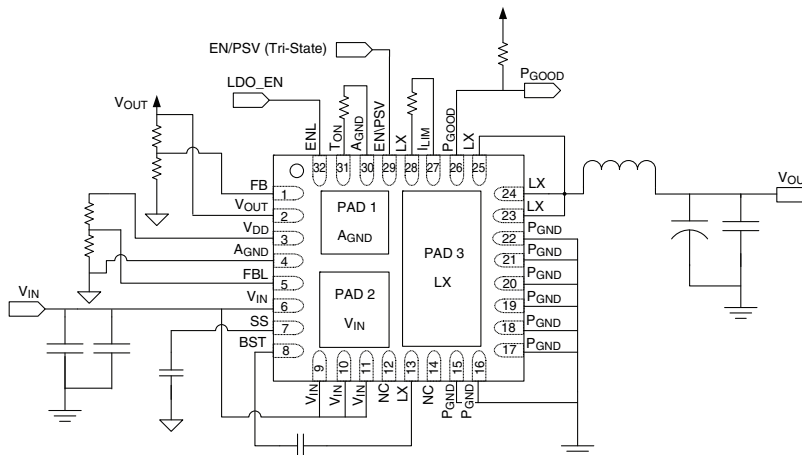 EN/PSV (Tri-State)
PGOOD
LDO_EN
VOUT
ENL
TON
AGND
EN\PSV
LX
ILIM
PGOOD
LX
32
31
30
29
28
27
26
25
FB
1
VOUT
2
VDD
3
AGND
4
FBL
5
VIN
VIN
6
SS
7
BST
8
PAD 1
AGND
PAD 2
VIN
PAD 3
LX
24
LX
23
LX
22
PGND
21
PGND
20
PGND
19
PGND
18
PGND
17
PGND
VOU
9
10
11
12
13
14
15
16
VIN
VIN
VIN
NC
LX
NC
PGND
PGND